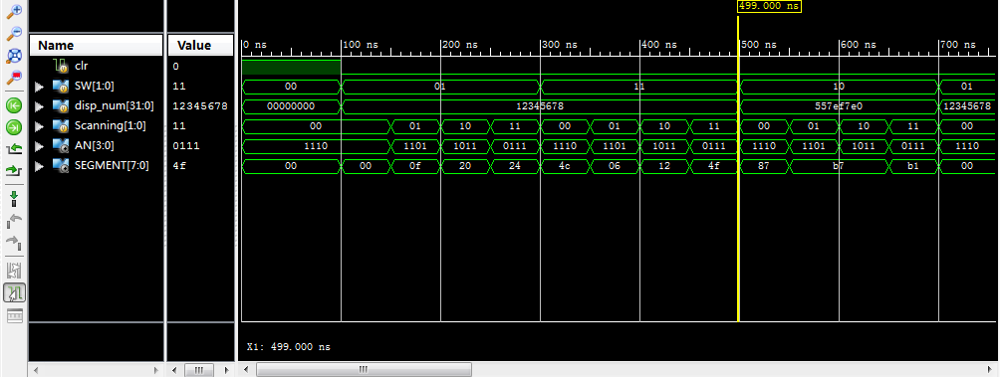 499.000 ns
Name Value
0 ns 100 ns 200 ns 300 ns 400 ns 500 ns 600 ns 700 ns
clr 0
SW[1:0] 11 00 01 11 10 01
disp_num[31:0] 12345678 00000000 12345678 557ef7e0 12345678
Scanning[1:0] 11 00 01 10 11 00 01 10 11 00 01 10 11 00
AN[3:0] 0111 1110 1101 1011 0111 1110 1101 1011 0111 1110 1101 1011 0111 1110
SEGMENT[7:0] 4f 00 00 0f 20 24 4c 06 12 4f 87 b7 b1 00
X1: 499.000 ns